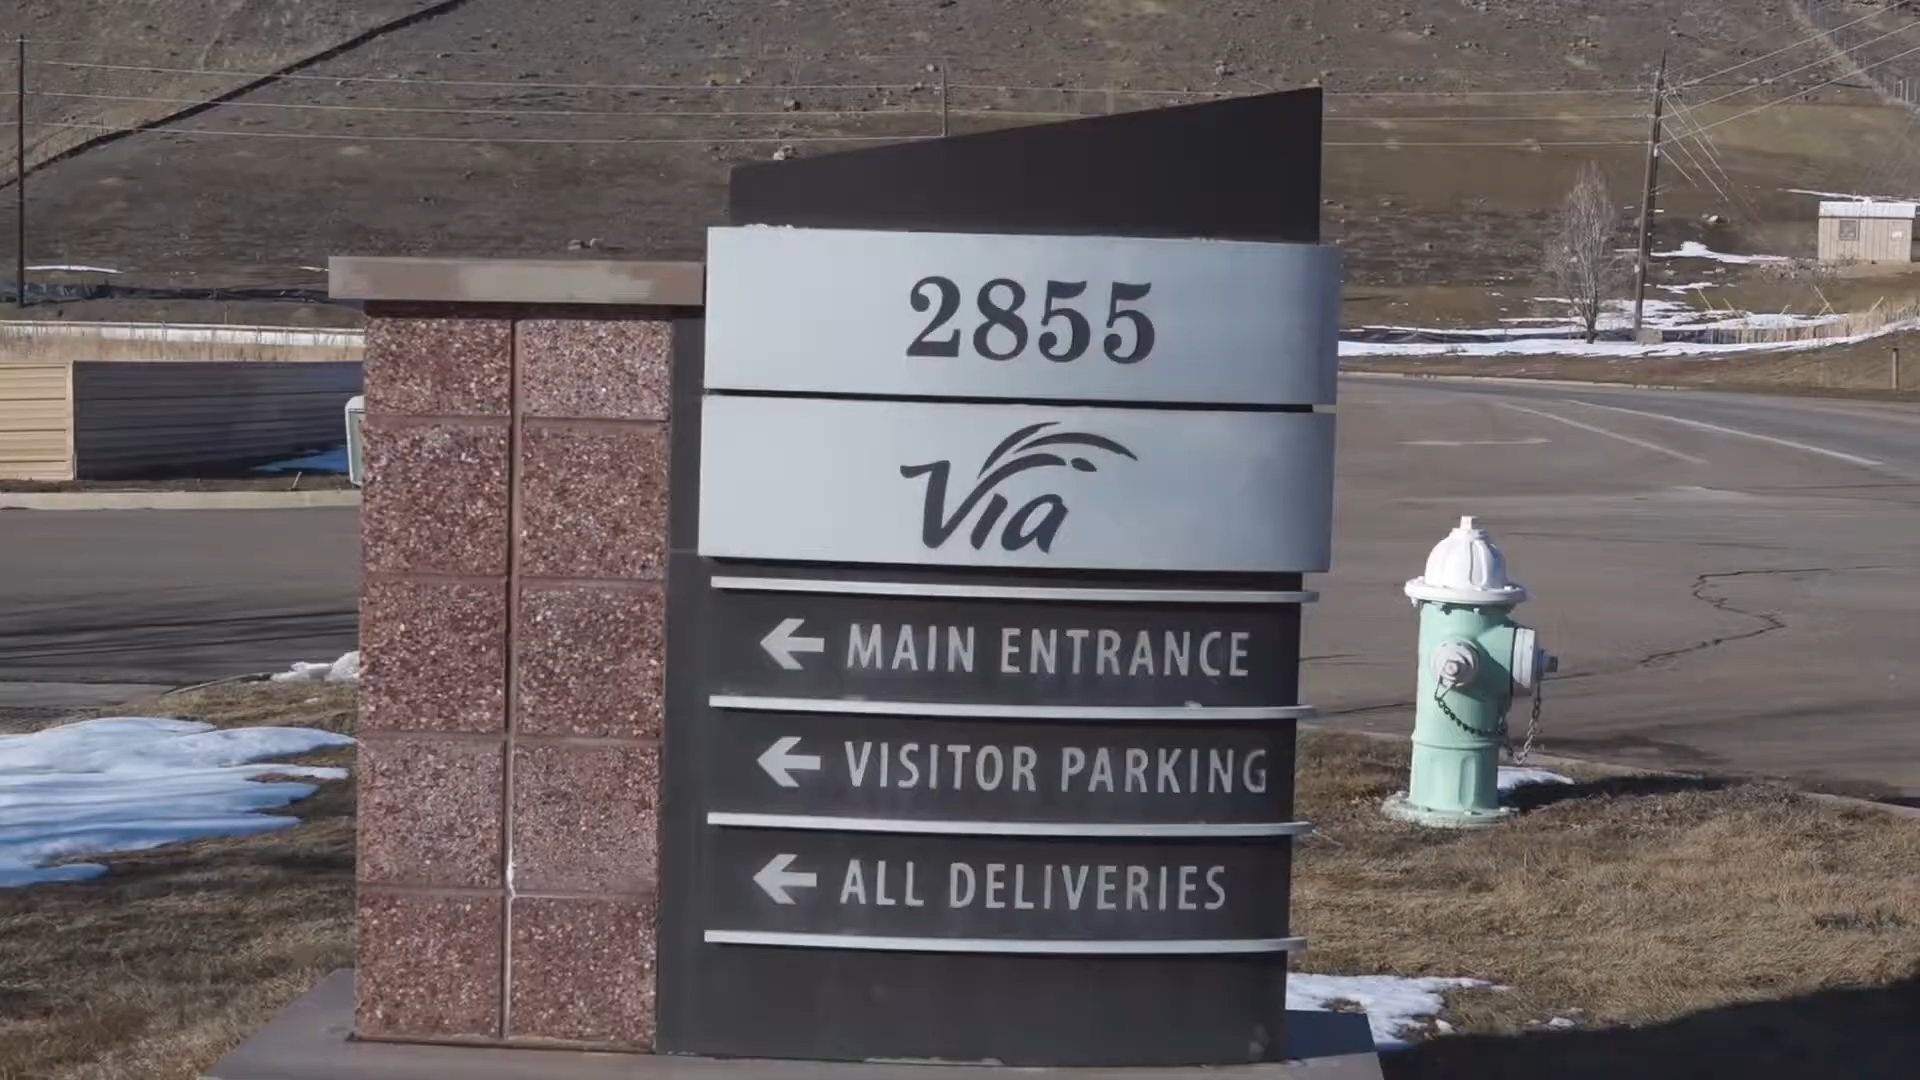 2855
Via
← MAIN ENTRANCE
← VISITOR PARKING
← ALL DELIVERIES